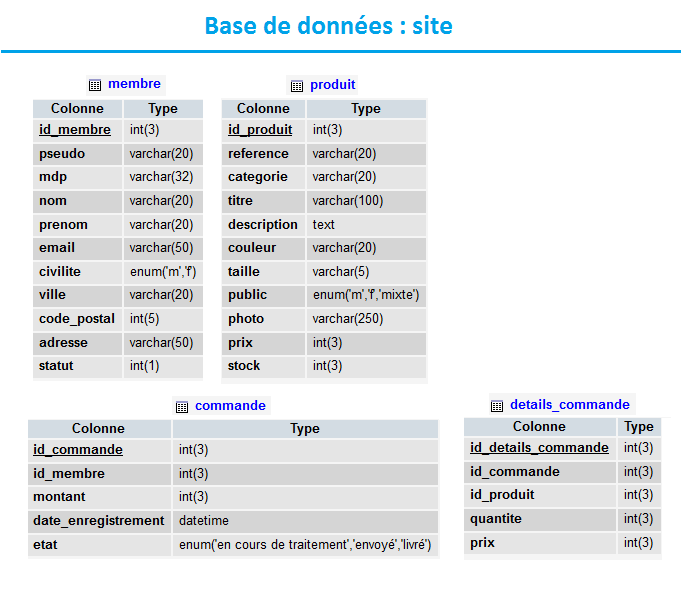 Base de données : site
membre
Colonne Type
id_membre int(3)
pseudo varchar(20)
mdp varchar(32)
nom varchar(20)
prenom varchar(20)
email varchar(50)
civilite enum('m','f')
ville varchar(20)
code_postal int(5)
adresse varchar(50)
statut int(1)
produit
Colonne Type
id_produit int(3)
reference varchar(20)
categorie varchar(20)
titre varchar(100)
description text
couleur varchar(20)
taille varchar(5)
public enum('m','f','mixte')
photo varchar(250)
prix int(3)
stock int(3)
commande
Colonne Type
id_commande int(3)
id_membre int(3)
montant int(3)
date_enregistrement datetime
etat enum('en cours de traitement','envoyé','livré')
details_commande
Colonne Type
id_details_commande int(3)
id_commande int(3)
id_produit int(3)
quantite int(3)
prix int(3)